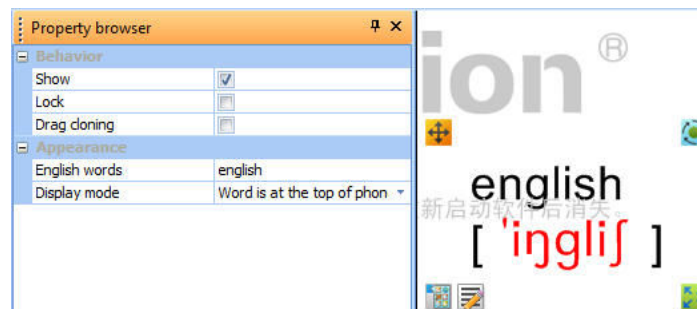 Property browser
Behavior
Show
Lock
Drag cloning
Appearance
English words english
Display mode Word is at the top of phon
ion®
english
新启动软件后消失。
[ 'iŋgliʃ ]